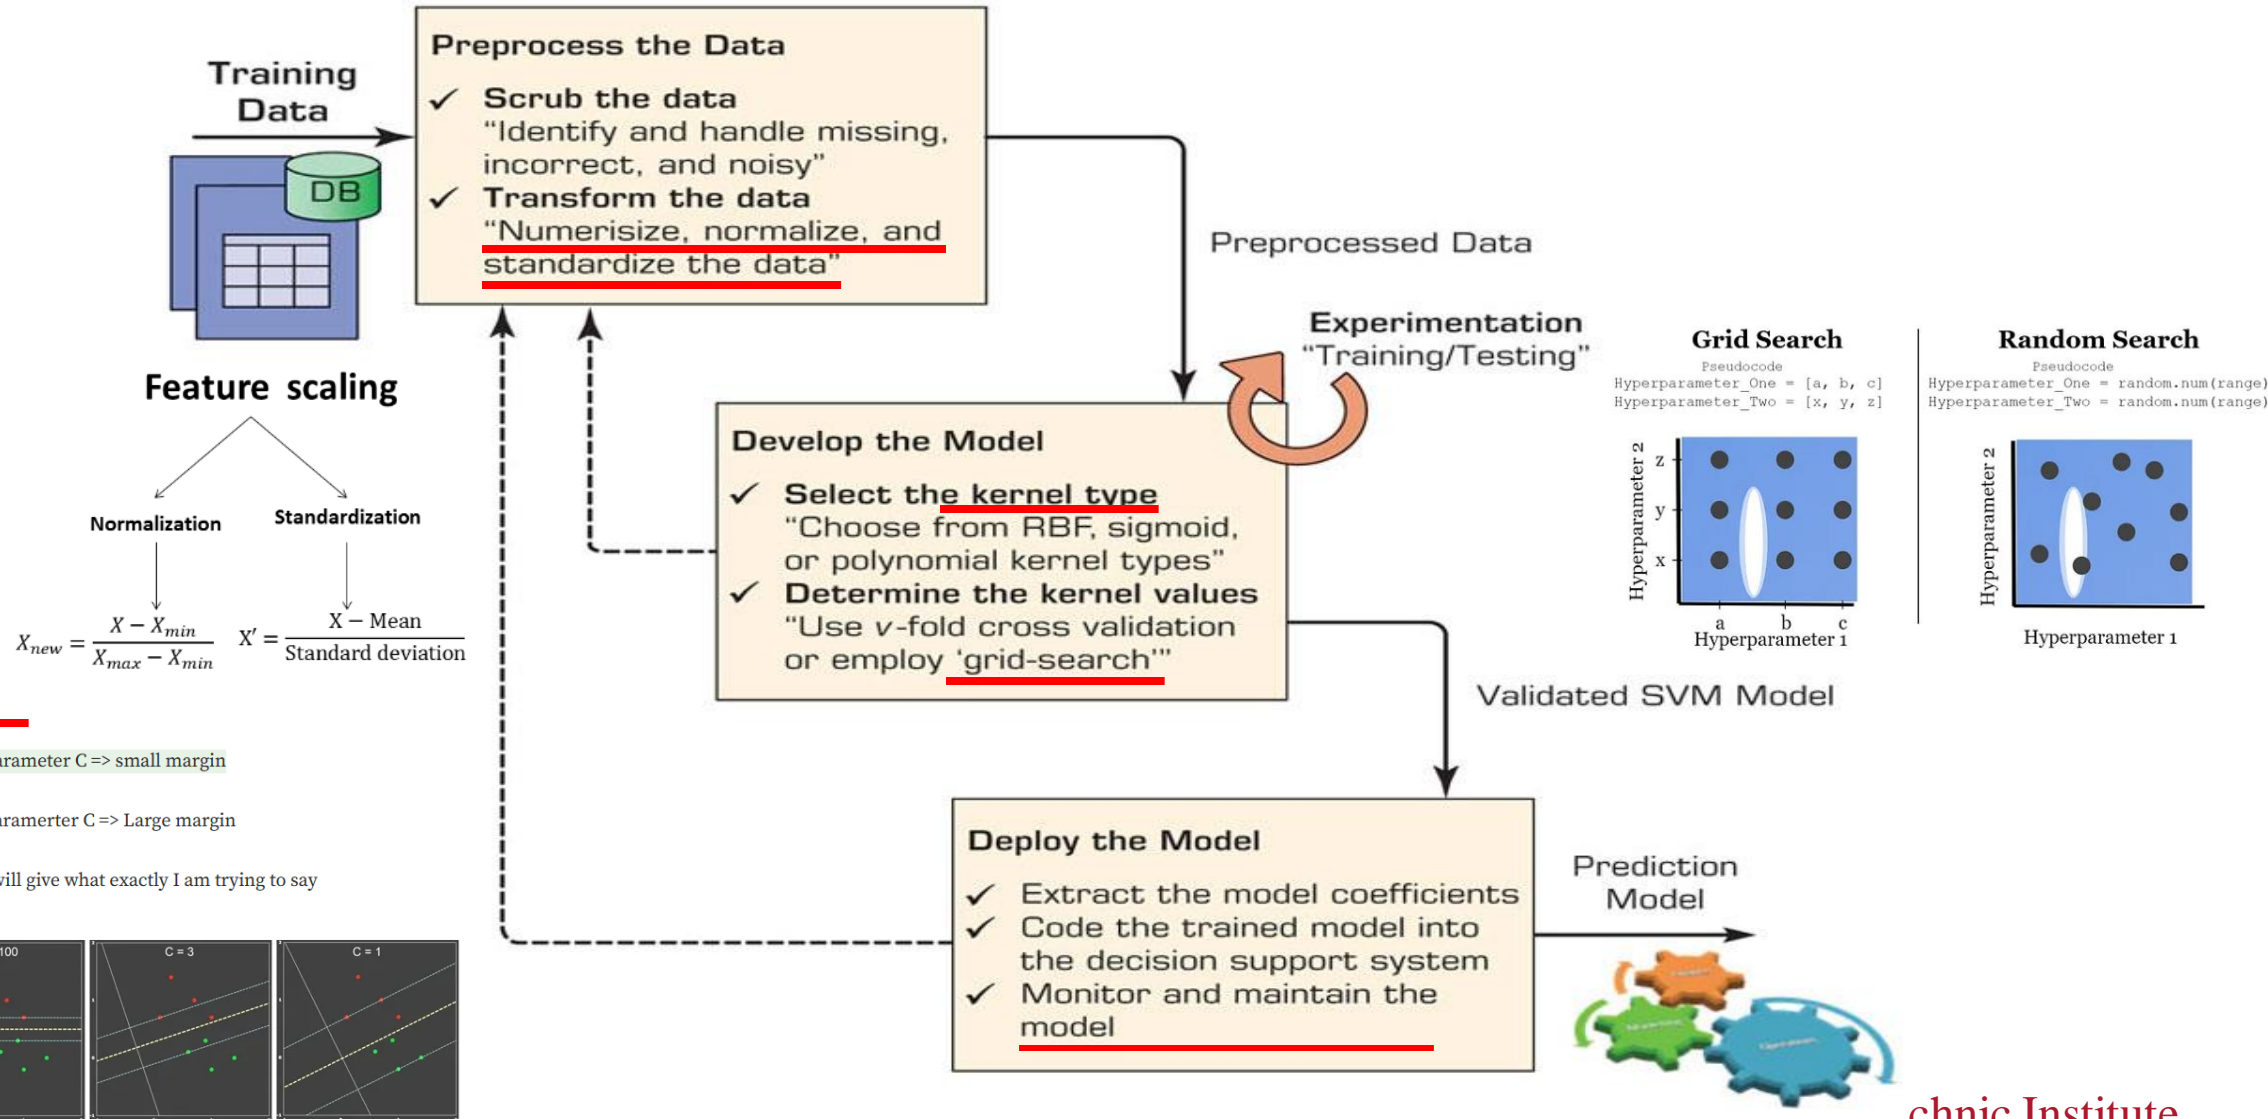 Training
Data
DB
Preprocess the Data
✓ Scrub the data
“Identify and handle missing,
incorrect, and noisy”
✓ Transform the data
“Numerisize, normalize, and
standardize the data”
Preprocessed Data
Experimentation
“Training/Testing”
Feature scaling
Normalization
Standardization
X_new = (X − X_min) / (X_max − X_min)
X′ = (X − Mean) / Standard deviation
Develop the Model
✓ Select the kernel type
“Choose from RBF, sigmoid,
or polynomial kernel types”
✓ Determine the kernel values
“Use v-fold cross validation
or employ ‘grid-search’”
Grid Search
Pseudocode
Hyperparameter_One = [a, b, c]
Hyperparameter_Two = [x, y, z]
Hyperparameter 2
z
y
x
a b c
Hyperparameter 1
Random Search
Pseudocode
Hyperparameter_One = random.num(range)
Hyperparameter_Two = random.num(range)
Hyperparameter 2
Hyperparameter 1
Validated SVM Model
arameter C => small margin
aramerter C => Large margin
will give what exactly I am trying to say
100
C = 3
C = 1
Deploy the Model
✓ Extract the model coefficients
✓ Code the trained model into
the decision support system
✓ Monitor and maintain the
model
Prediction
Model
chnic Institute